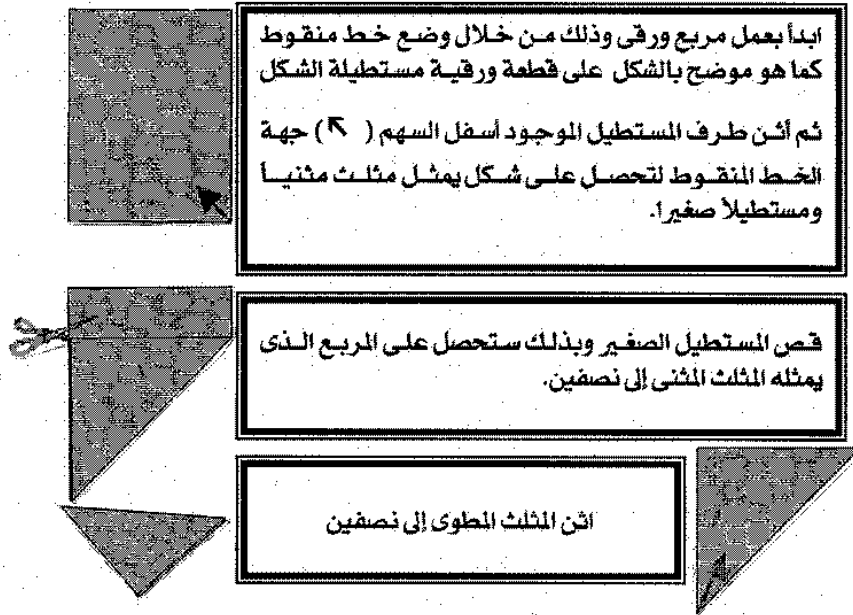 ابدأ بعمل مربع ورقى وذلك من خلال وضع خط منقوط
كما هو موضح بالشكل على قطعة ورقية مستطيلة الشكل
ثم أثن طرف المستطيل الموجود أسفل السهم ( ↖ ) جهة
الخط المنقوط لتحصل على شكل يمثل مثلث مثنياً
ومستطيلاً صغيرا.
قص المستطيل الصغير وبذلك ستحصل على المربع الذى
يمثله المثلث المثنى إلى نصفين.
اثن المثلث المطوى إلى نصفين